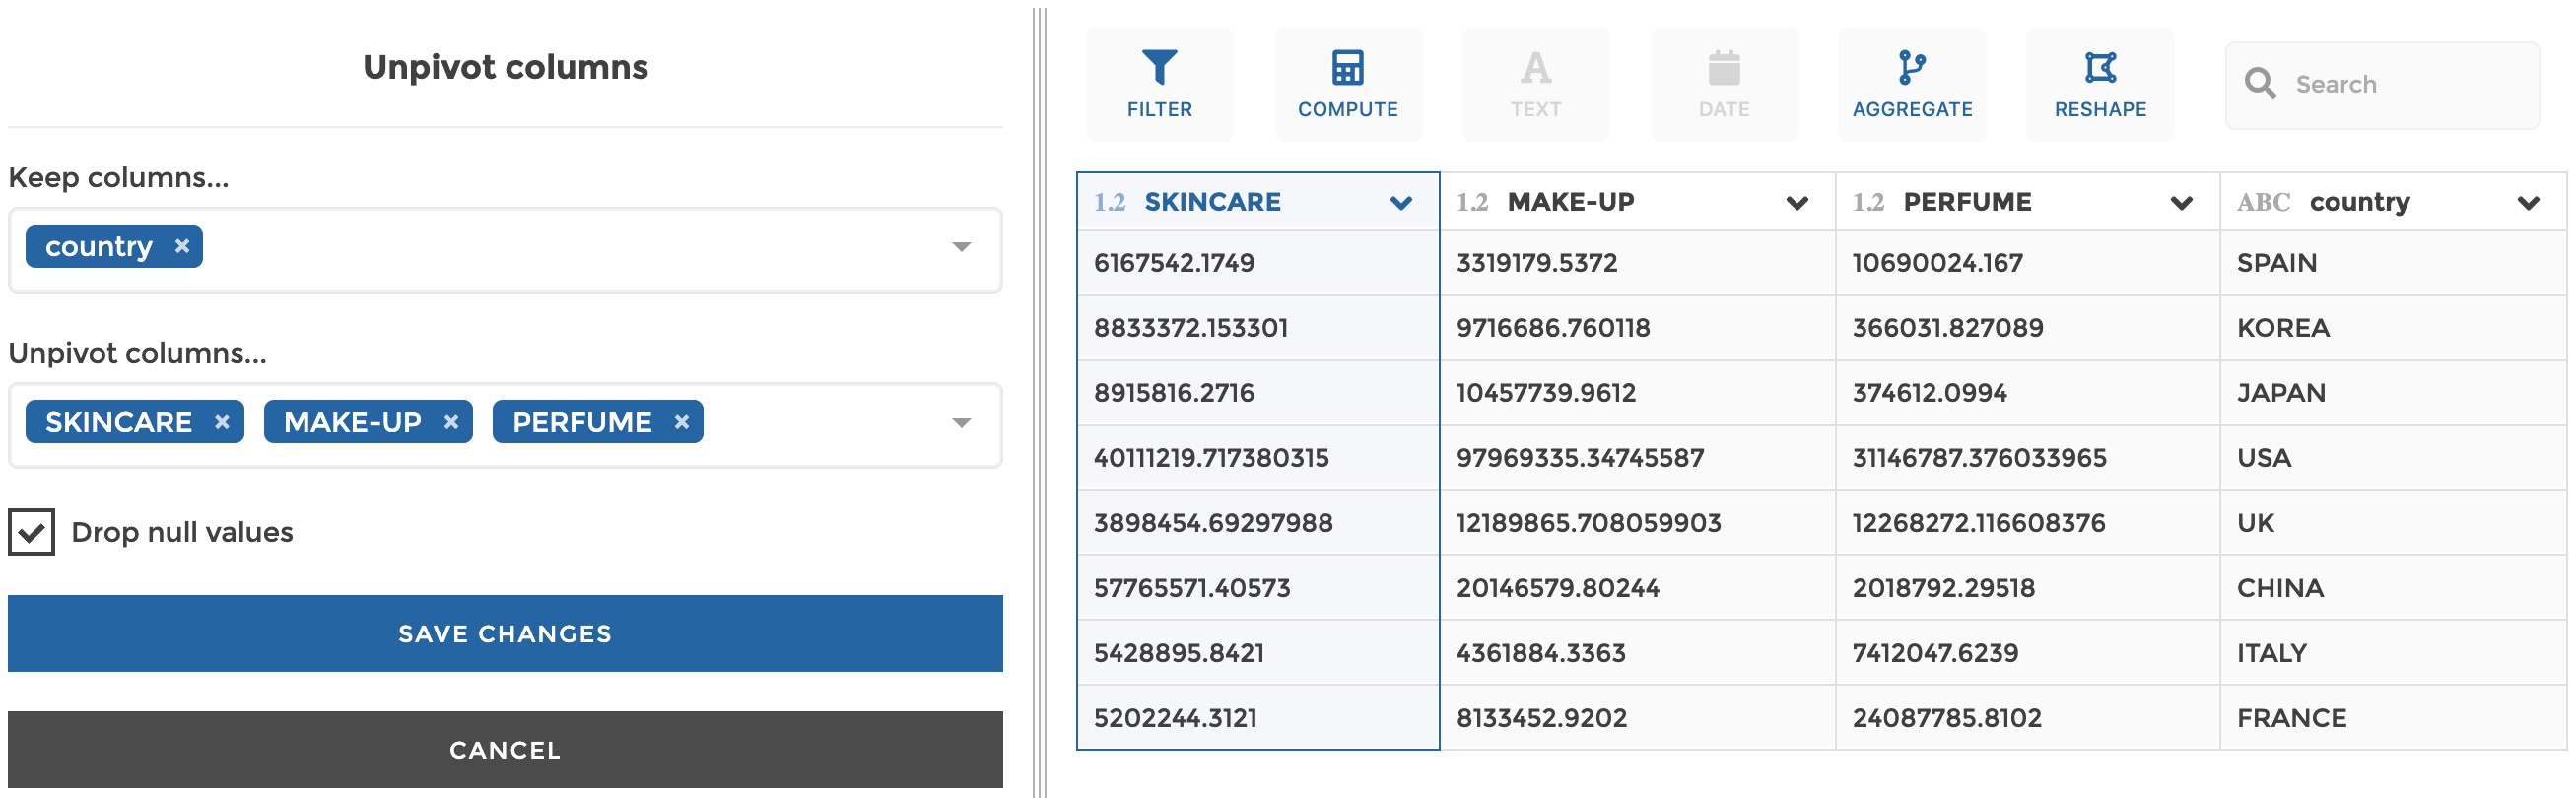 Unpivot columns
Keep columns...
country ×
Unpivot columns...
SKINCARE × MAKE-UP × PERFUME ×
Drop null values
SAVE CHANGES
CANCEL
FILTER COMPUTE TEXT DATE AGGREGATE RESHAPE Search
1.2 SKINCARE 1.2 MAKE-UP 1.2 PERFUME ABC country
6167542.1749 3319179.5372 10690024.167 SPAIN
8833372.153301 9716686.760118 366031.827089 KOREA
8915816.2716 10457739.9612 374612.0994 JAPAN
40111219.717380315 97969335.34745587 31146787.376033965 USA
3898454.69297988 12189865.708059903 12268272.116608376 UK
57765571.40573 20146579.80244 2018792.29518 CHINA
5428895.8421 4361884.3363 7412047.6239 ITALY
5202244.3121 8133452.9202 24087785.8102 FRANCE